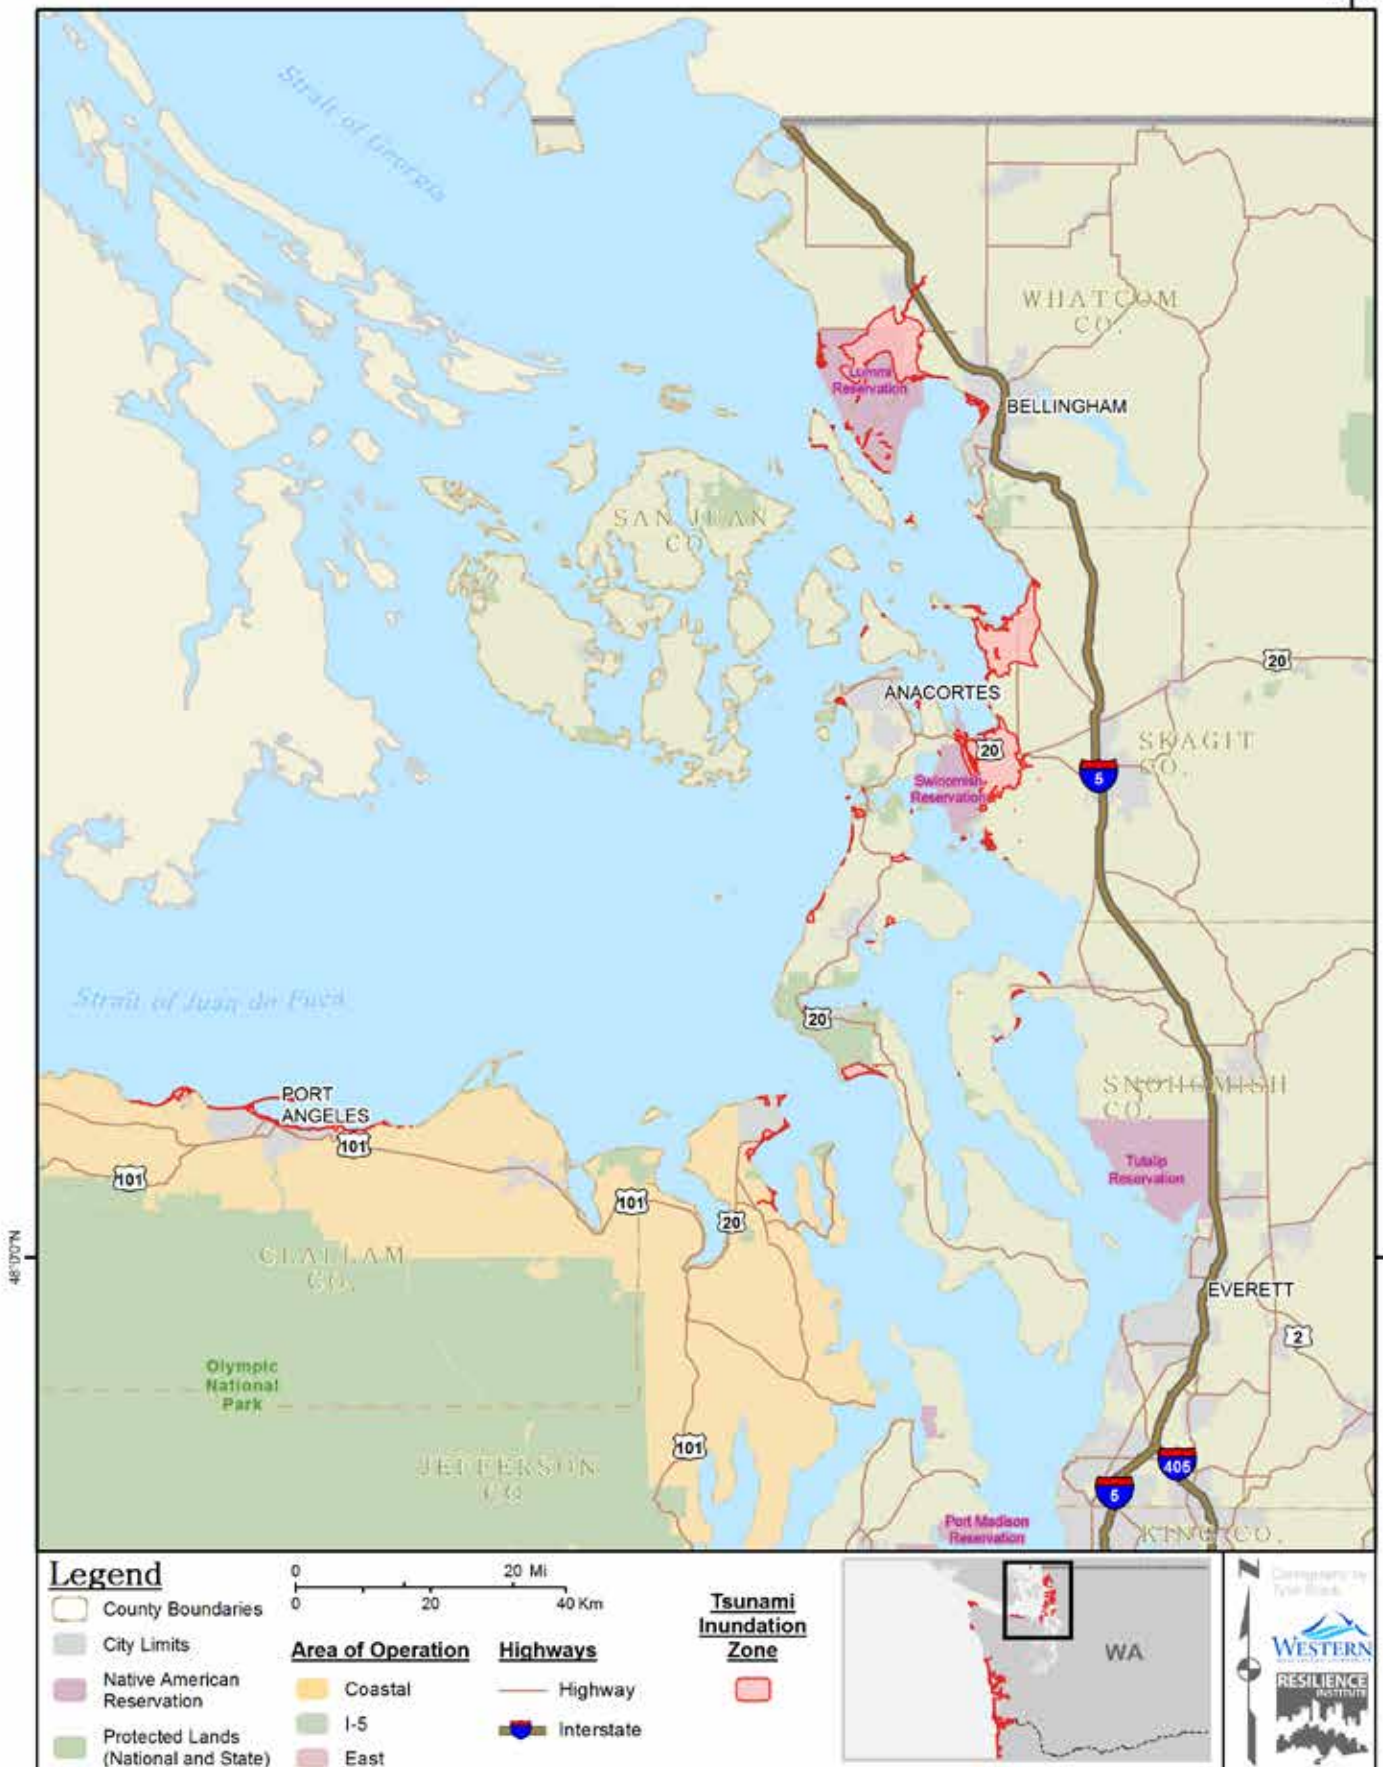 Strait of Georgia
WHATCOM
CO.
Lummi
Reservation
BELLINGHAM
SAN JUAN
CO.
20
ANACORTES
20
SKAGIT
CO.
5
Swinomish
Reservation
Strait of Juan de Fuca
20
PORT
ANGELES
101
101
SNOHOMISH
CO.
Tulalip
Reservation
101
20
48°0'0"N
CLALLAM
CO.
EVERETT
2
Olympic
National
Park
101
JEFFERSON
CO
405
5
Port Madison
Reservation
KING CO.
Legend
County Boundaries
City Limits
Native American
Reservation
Protected Lands
(National and State)
0 20 Mi
0 20 40 Km
Area of Operation
Coastal
I-5
East
Highways
Highway
Interstate
Tsunami
Inundation
Zone
WA
N
Cartography by
WESTERN
RESILIENCE
INSTITUTE